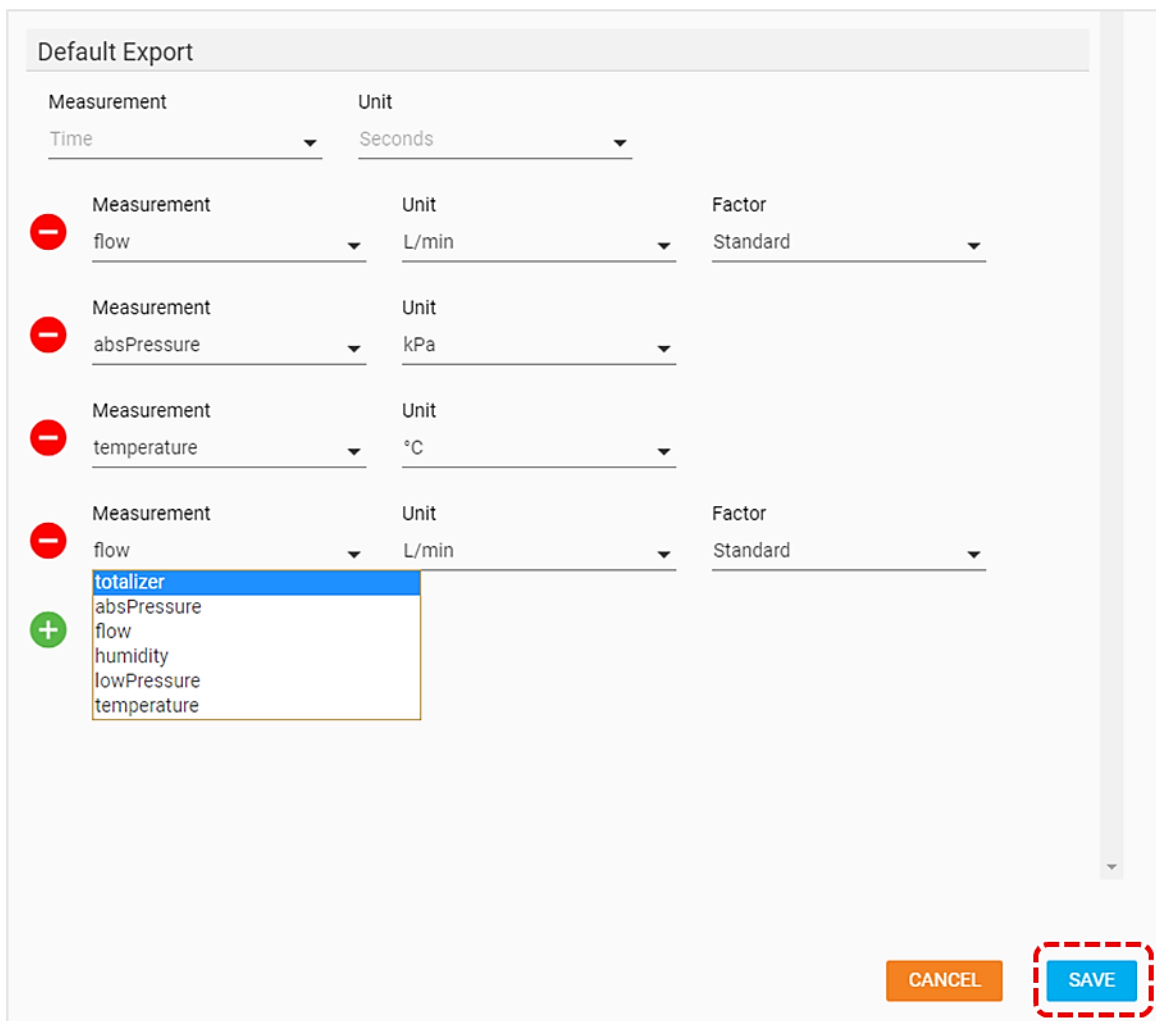 Default Export
Measurement Unit
Time Seconds
Measurement Unit Factor
flow L/min Standard
Measurement Unit
absPressure kPa
Measurement Unit
temperature °C
Measurement Unit Factor
flow L/min Standard
totalizer
absPressure
flow
humidity
lowPressure
temperature
CANCEL SAVE